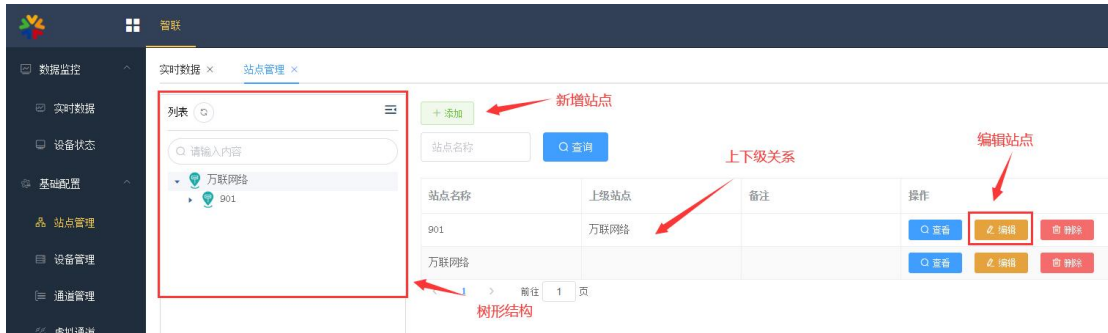 智联
数据监控
实时数据
设备状态
基础配置
站点管理
设备管理
通道管理
虚拟通道
实时数据 ×
站点管理 ×
列表
请输入内容
万联网络
901
+ 添加
新增站点
站点名称
查询
上下级关系
编辑站点
站点名称 上级站点 备注 操作
901 万联网络 查看 编辑 删除
万联网络 查看 编辑 删除
< 1 > 前往 1 页
树形结构